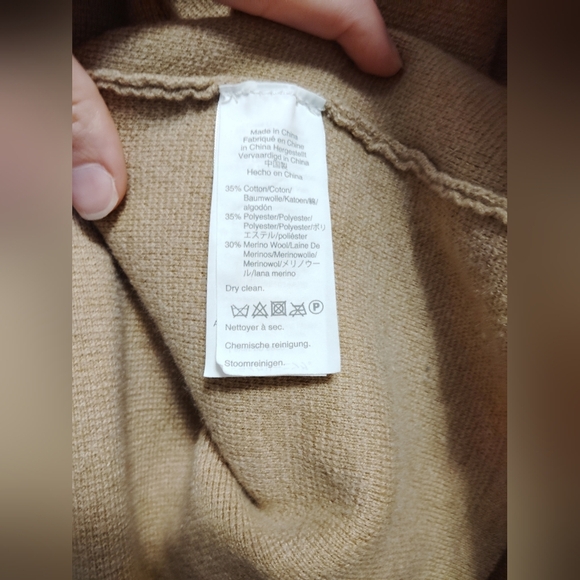 Made in China
Fabriqué en Chine
in China Hergestellt
Vervaardigd in China
中国製
Hecho en China
35% Cotton/Coton/
Baumwolle/Katoen/綿/
algodón
35% Polyester/Polyester/
Polyester/Polyester/ポリ
エステル/poliéster
30% Merino Wool/Laine De
Merinos/Merinowolle/
Merinowol/メリノウー
ル/lana merino
Dry clean.
P
Nettoyer à sec.
Chemische reinigung.
Stoomreinigen.